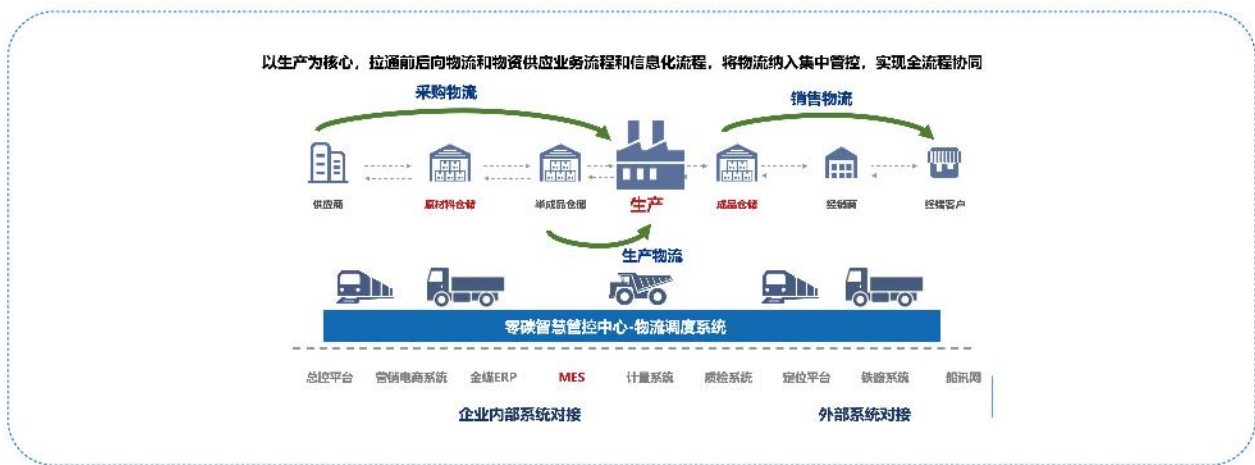 以生产为核心，拉通前后向物流和物资供应业务流程和信息化流程，将物流纳入集中管控，实现全流程协同
采购物流
销售物流
供应商
原材料仓储
半成品仓储
生产
成品仓储
经销商
终端客户
生产物流
零碳智慧管控中心-物流调度系统
总控平台
营销电商系统
金蝶ERP
MES
计量系统
质检系统
定位平台
铁路系统
船讯网
企业内部系统对接
外部系统对接